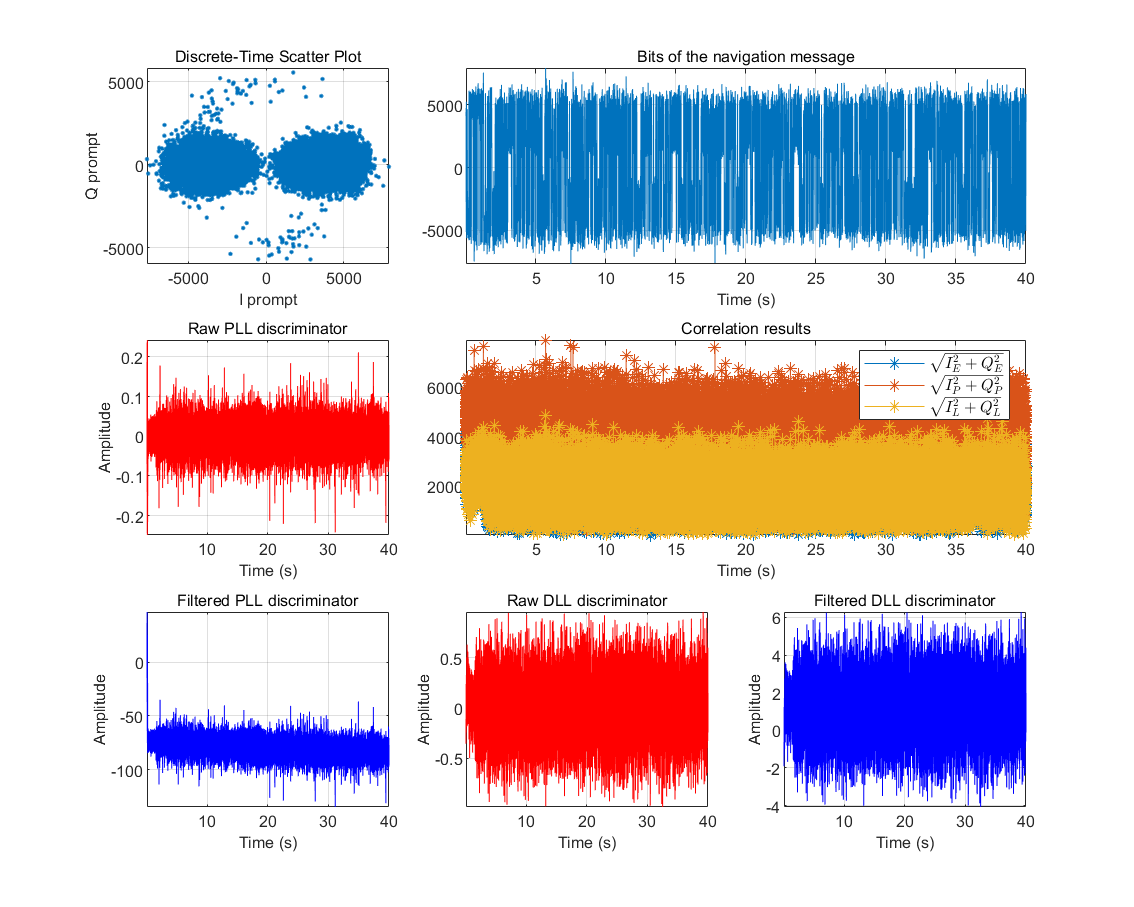 Discrete-Time Scatter Plot
5000
0
-5000
Q prompt
-5000 0 5000
I prompt
Bits of the navigation message
5000
0
-5000
5 10 15 20 25 30 35 40
Time (s)
Raw PLL discriminator
0.2
0.1
0
-0.1
-0.2
Amplitude
10 20 30 40
Time (s)
Correlation results
6000
4000
2000
√I_E^2 + Q_E^2
√I_P^2 + Q_P^2
√I_L^2 + Q_L^2
5 10 15 20 25 30 35 40
Time (s)
Filtered PLL discriminator
0
-50
-100
Amplitude
10 20 30 40
Time (s)
Raw DLL discriminator
0.5
0
-0.5
Amplitude
10 20 30 40
Time (s)
Filtered DLL discriminator
6
4
2
0
-2
-4
Amplitude
10 20 30 40
Time (s)